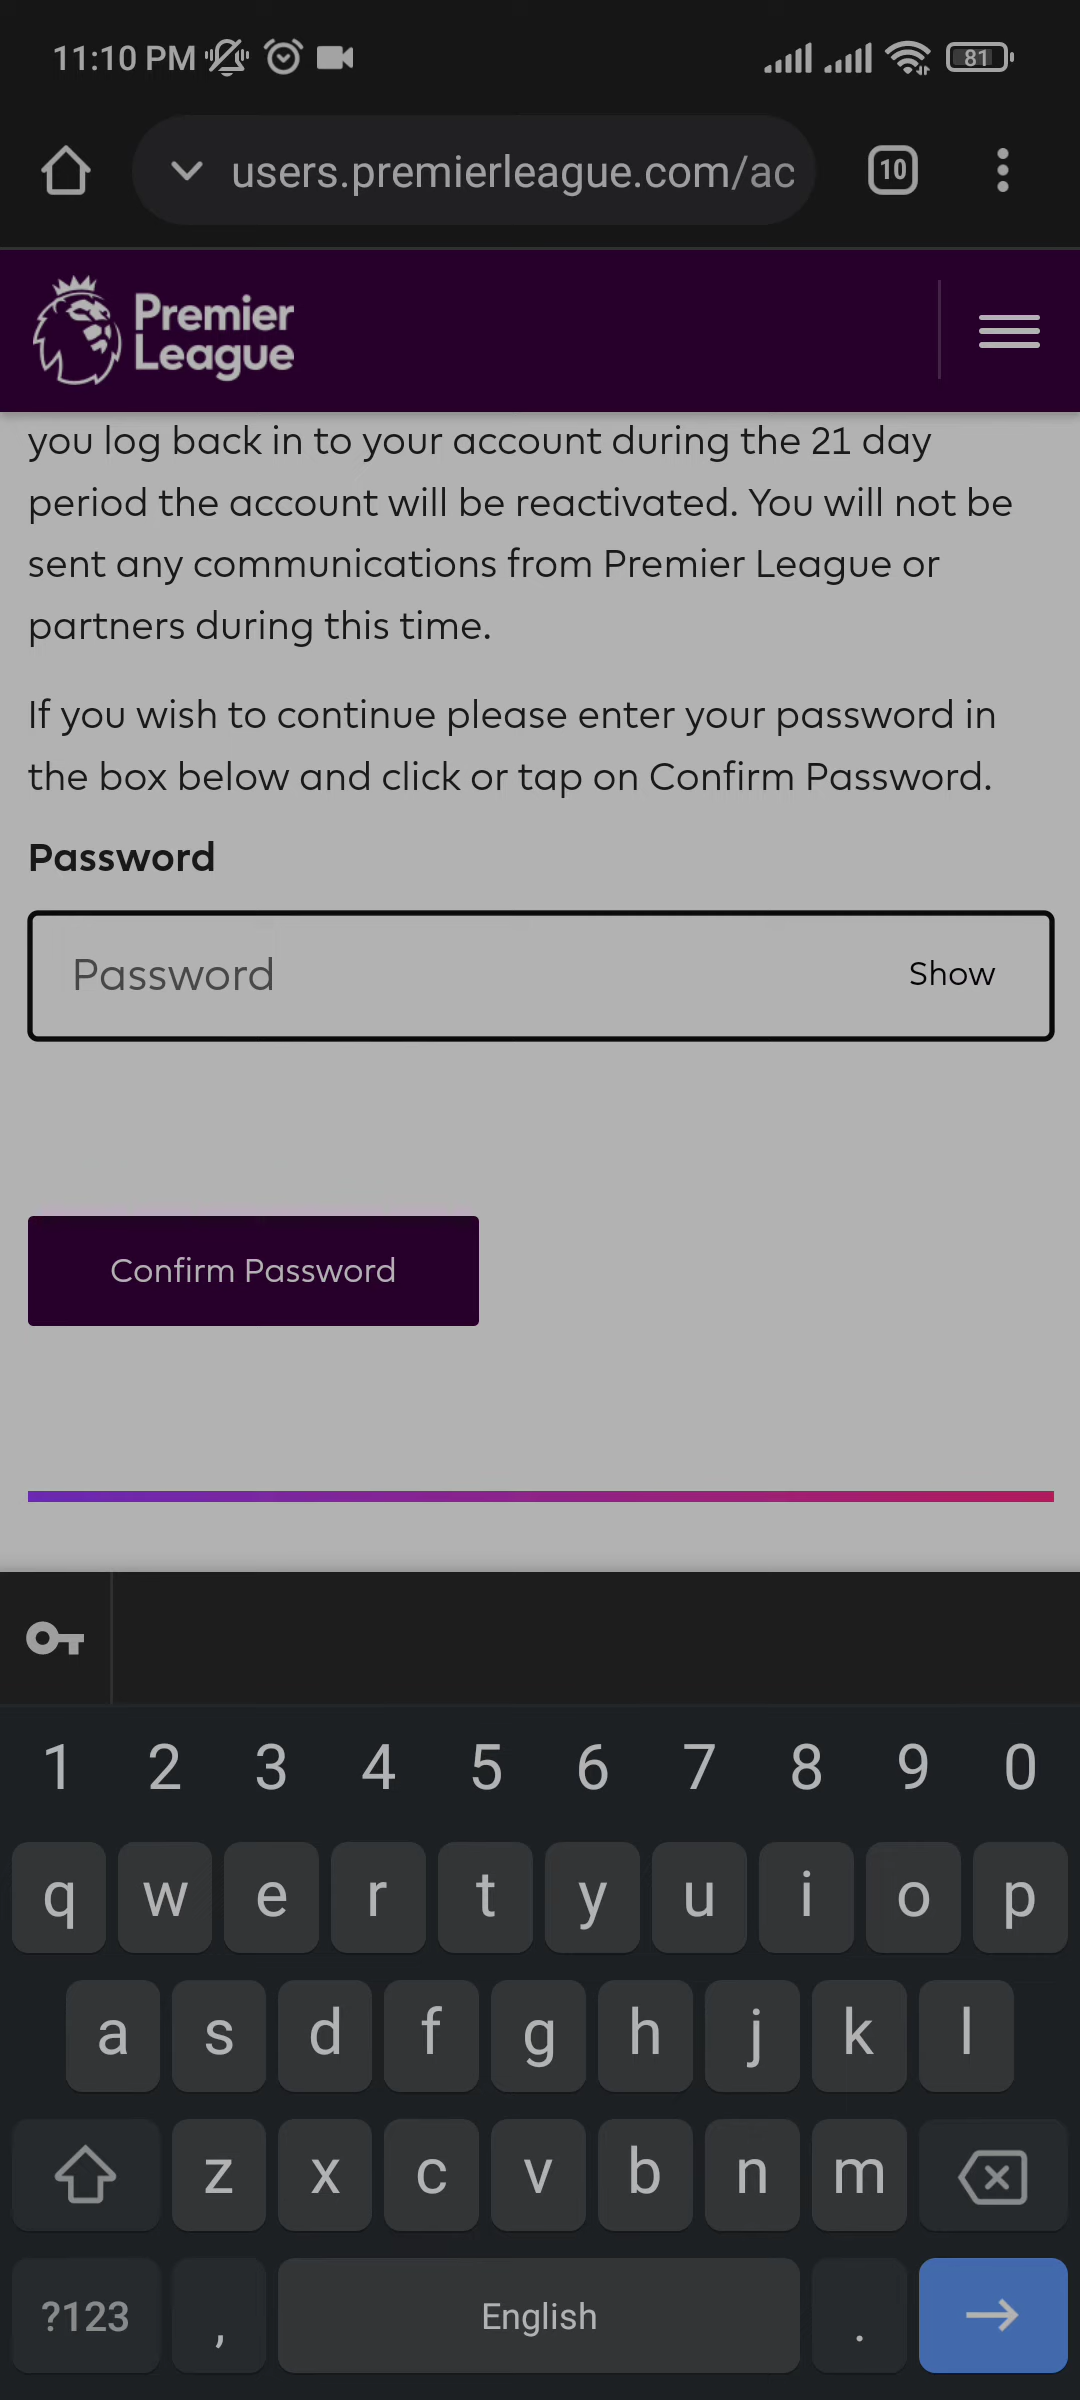 11:10 PM
81
users.premierleague.com/ac
10
Premier
League
you log back in to your account during the 21 day
period the account will be reactivated. You will not be
sent any communications from Premier League or
partners during this time.
If you wish to continue please enter your password in
the box below and click or tap on Confirm Password.
Password
Password
Show
Confirm Password
1 2 3 4 5 6 7 8 9 0
q w e r t y u i o p
a s d f g h j k l
z x c v b n m
?123 , English .